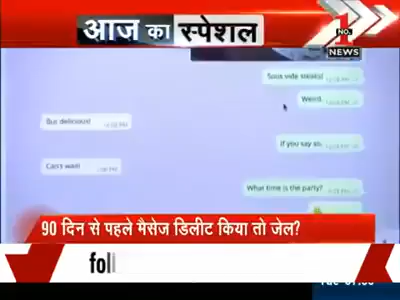 आज का स्पेशल
NO.
1
NEWS
Sous vide steaks!
Weird.
But delicious!
If you say so.
Can't wait!
What time is the party?
90 दिन से पहले मैसेज डिलीट किया तो जेल?
foll